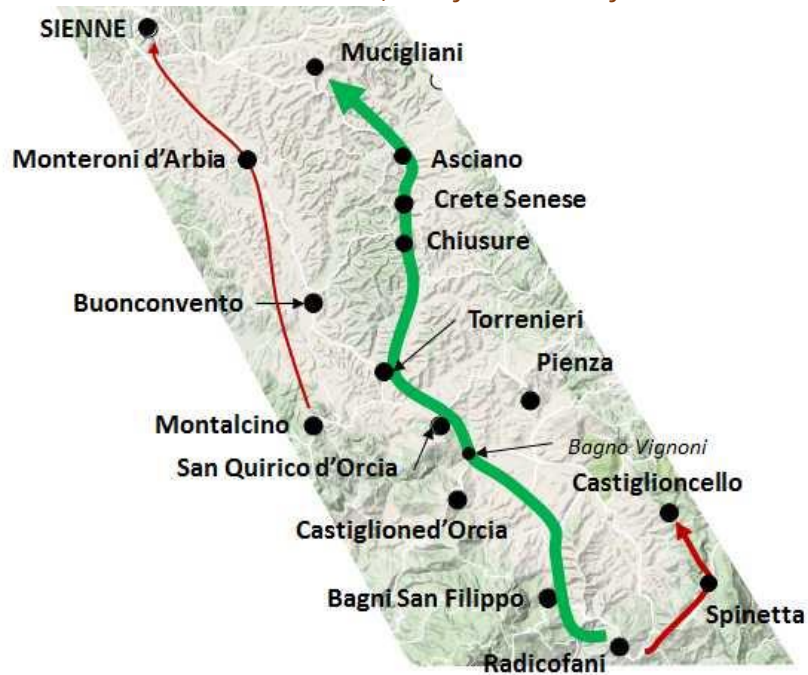 SIENNE
Mucigliani
Monteroni d'Arbia
Asciano
Crete Senese
Chiusure
Buonconvento
Torrenieri
Pienza
Montalcino
Bagno Vignoni
San Quirico d'Orcia
Castiglioncello
Castiglioned'Orcia
Bagni San Filippo
Spinetta
Radicofani